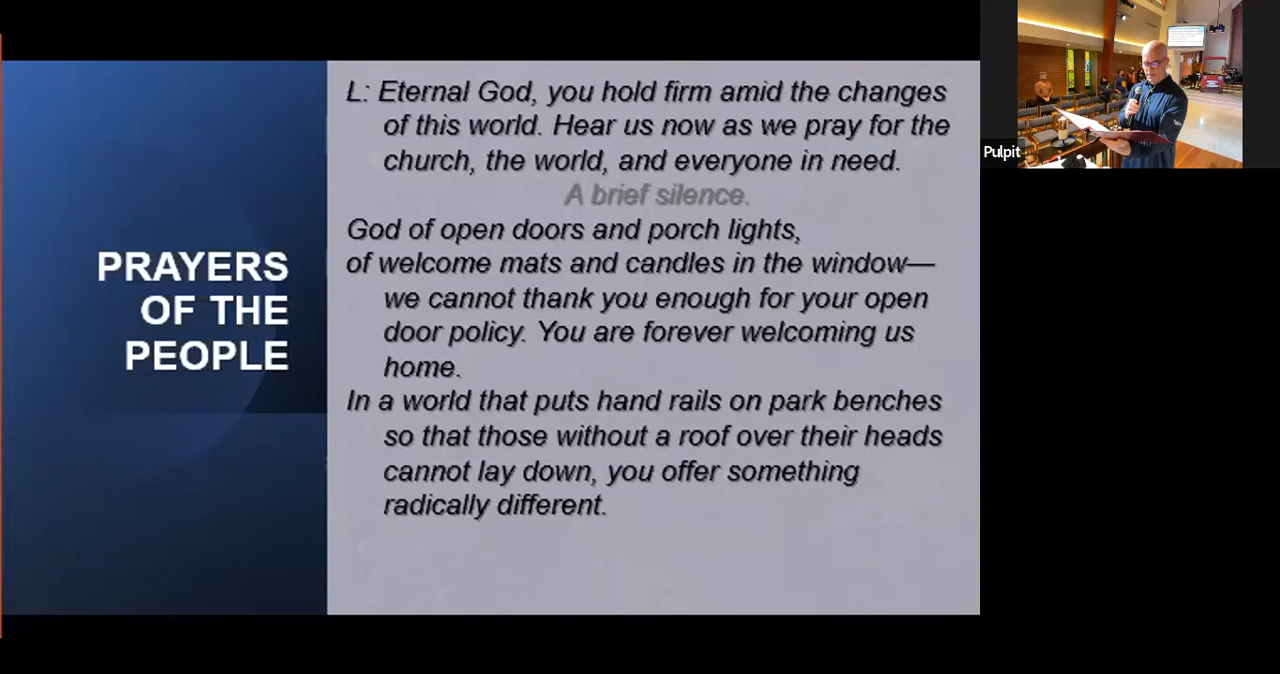 PRAYERS
OF THE
PEOPLE
L: Eternal God, you hold firm amid the changes
of this world. Hear us now as we pray for the
church, the world, and everyone in need.
A brief silence.
God of open doors and porch lights,
of welcome mats and candles in the window—
we cannot thank you enough for your open
door policy. You are forever welcoming us
home.
In a world that puts hand rails on park benches
so that those without a roof over their heads
cannot lay down, you offer something
radically different.
Pulpit